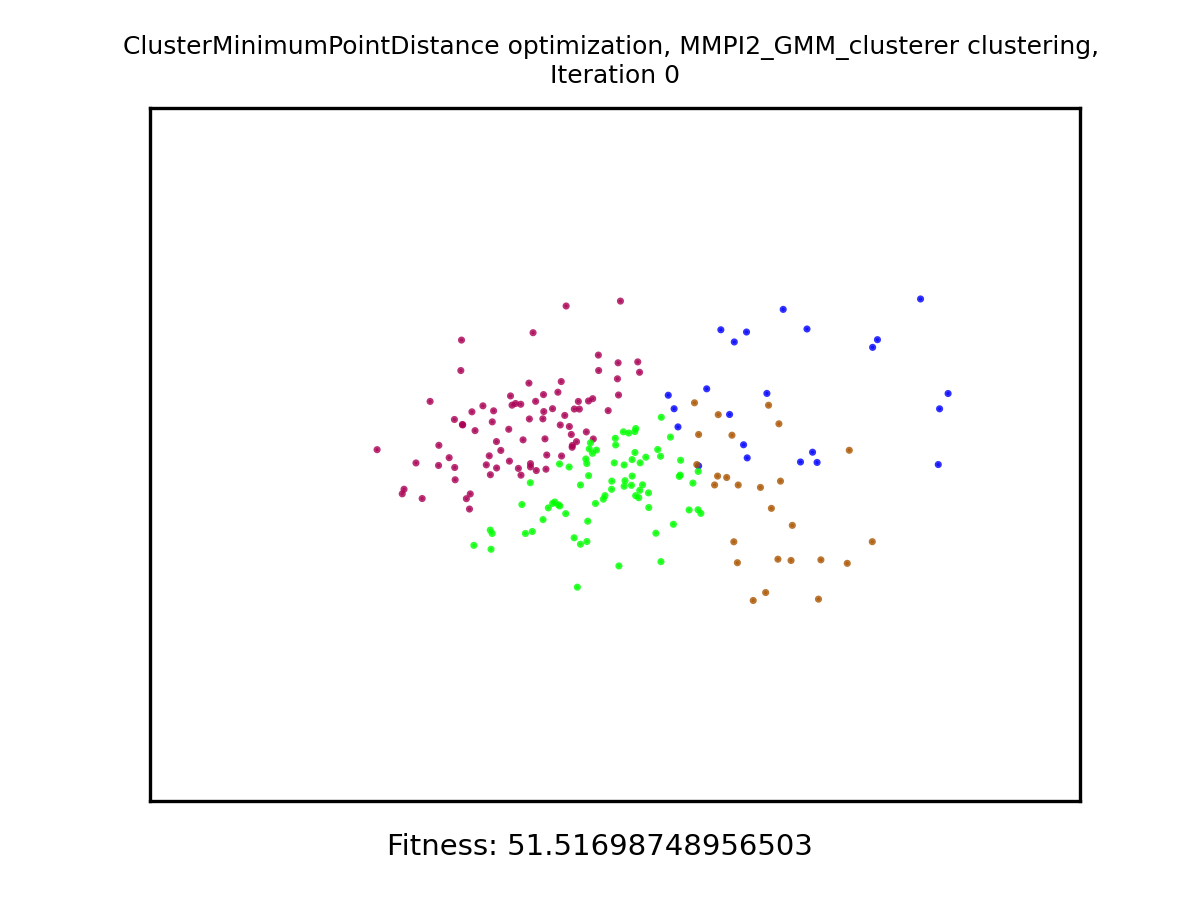 ClusterMinimumPointDistance optimization, MMPI2_GMM_clusterer clustering,
Iteration 0
Fitness: 51.51698748956503